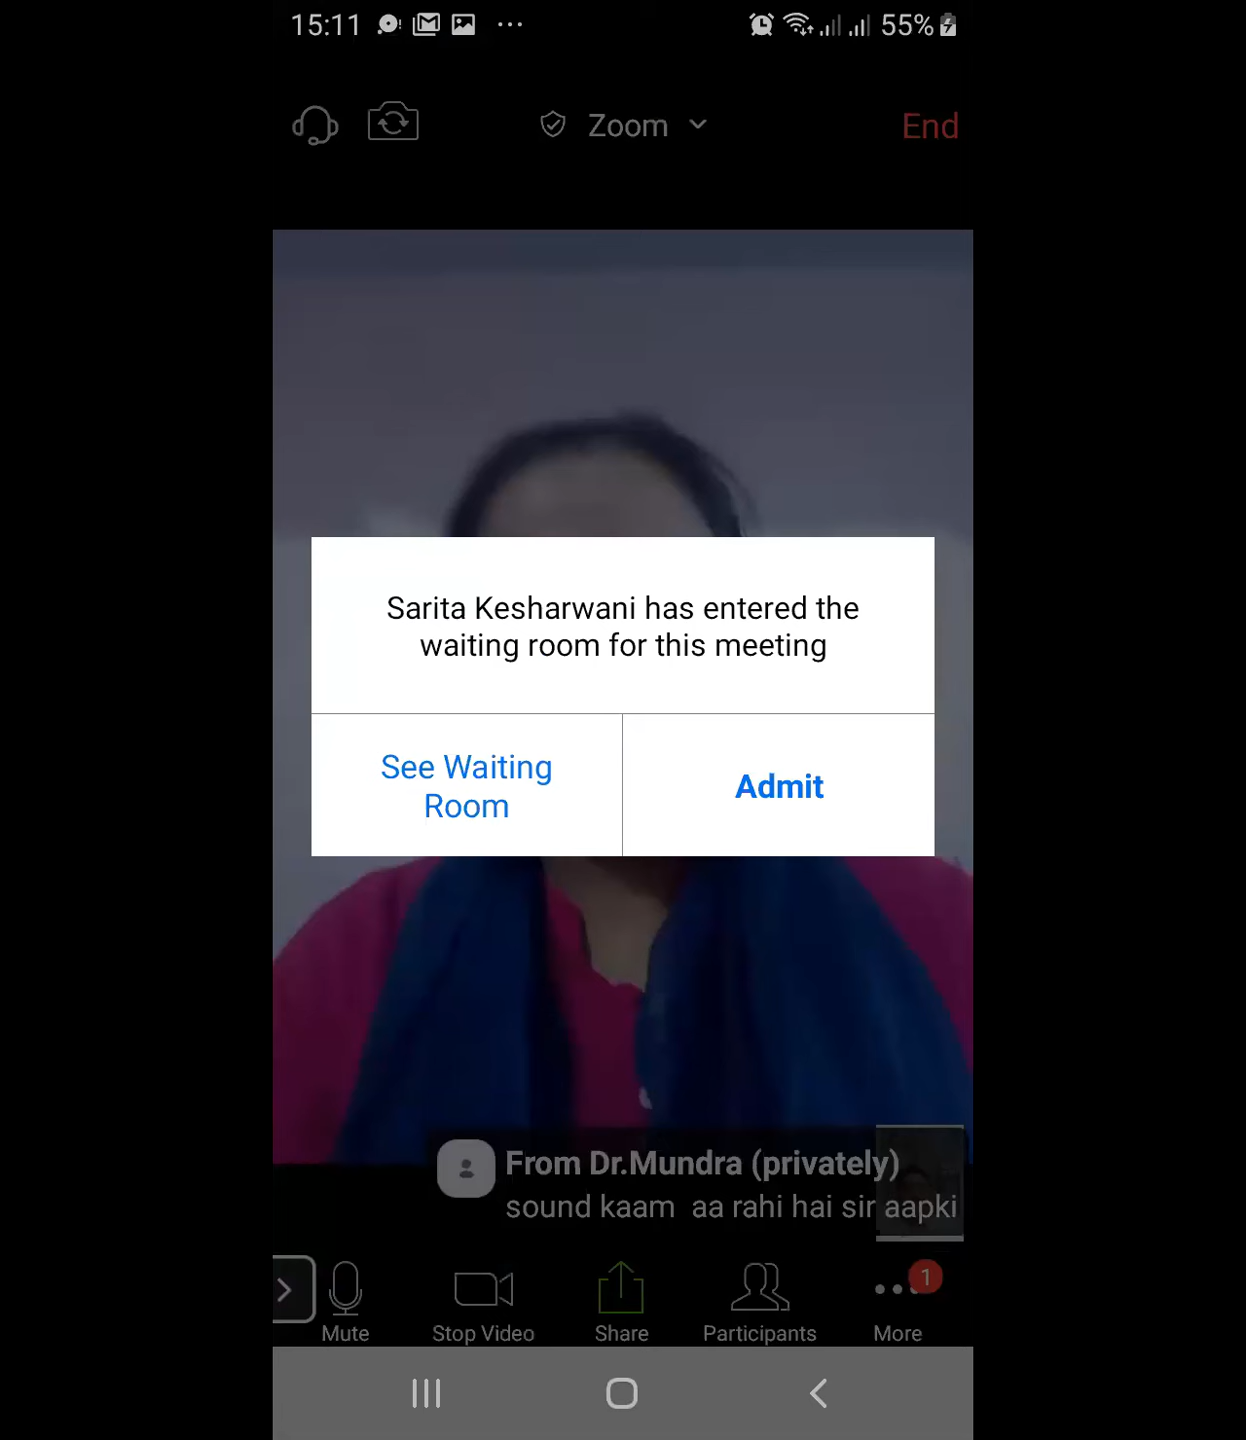 15:11 55%
Zoom End
Sarita Kesharwani has entered the
waiting room for this meeting
See Waiting
Room
Admit
From Dr.Mundra (privately)
sound kaam  aa rahi hai sir aapki
1
Mute Stop Video Share Participants More